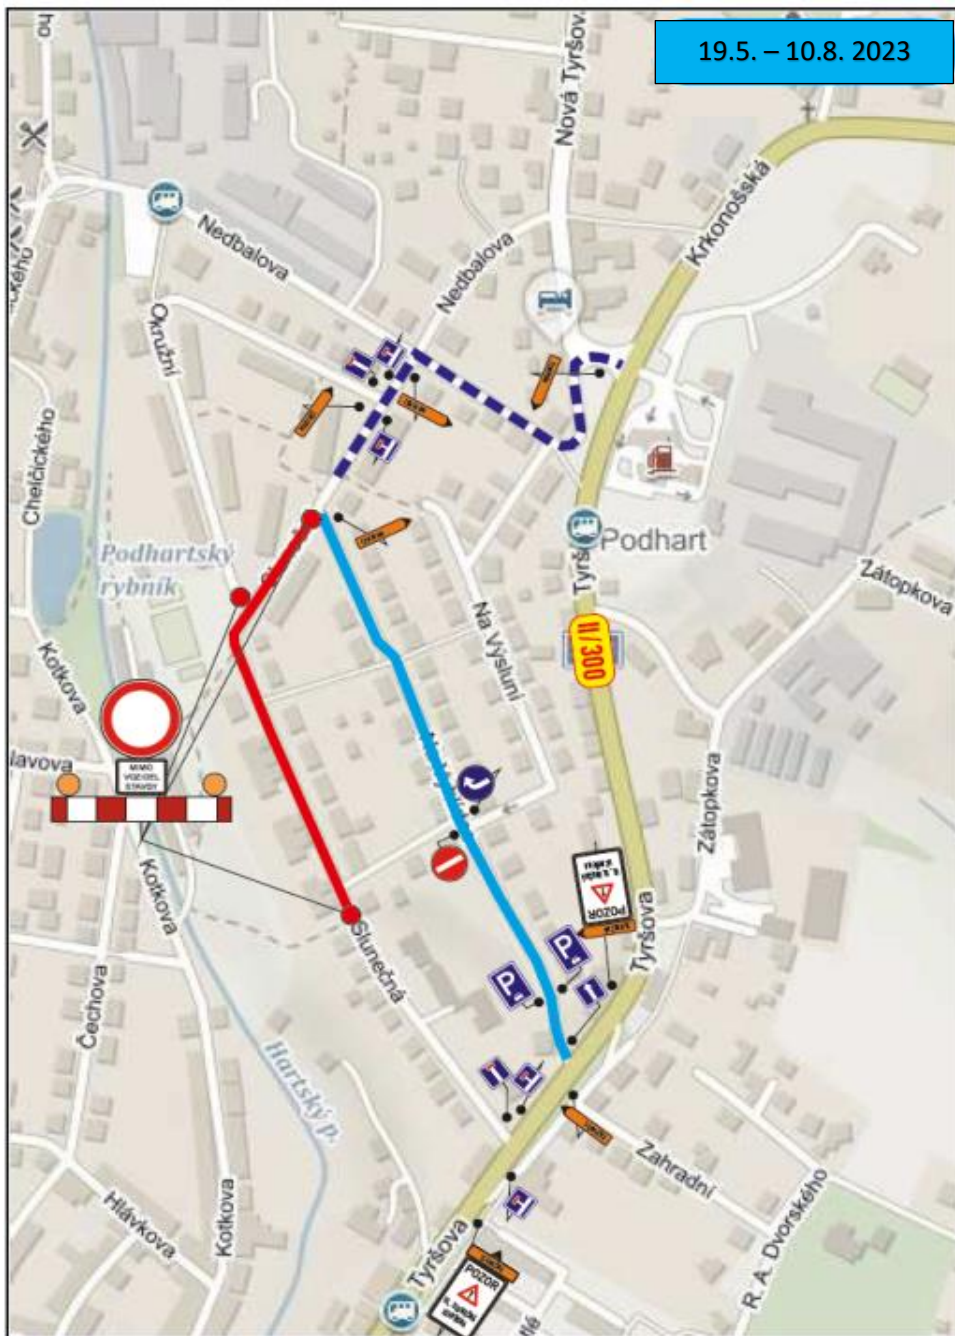 19.5. – 10.8. 2023
Nová Tyršova
Krkonošská
Nedbalova
Nedbalova
Okružní
Chelčického
Podhartský
rybník
Podhart
Tyršo
II/300
Zátopkova
Na Výsluní
Kotkova
MIMO
VOZIDEL
STAVBY
Zátopkova
POZOR
Tyršova
Kotkova
Slunečná
Čechova
Hartský p.
Zahradní
Hlávkova
Kotkova
R. A. Dvorského
Tyršova
POZOR